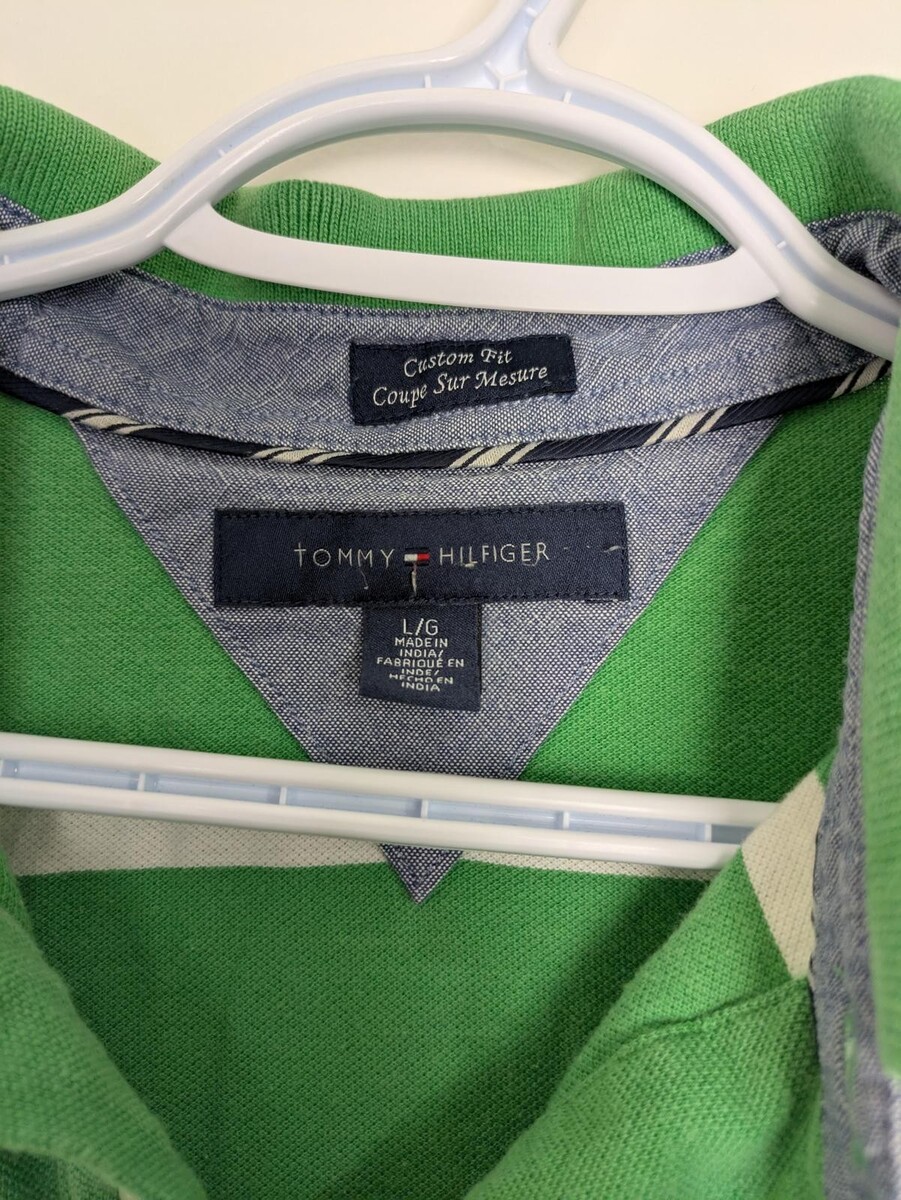 Custom Fit
Coupe Sur Mesure
TOMMY HILFIGER
L/G
MADE IN
INDIA/
FABRIQUÉ EN
INDE/
HECHO EN
INDIA